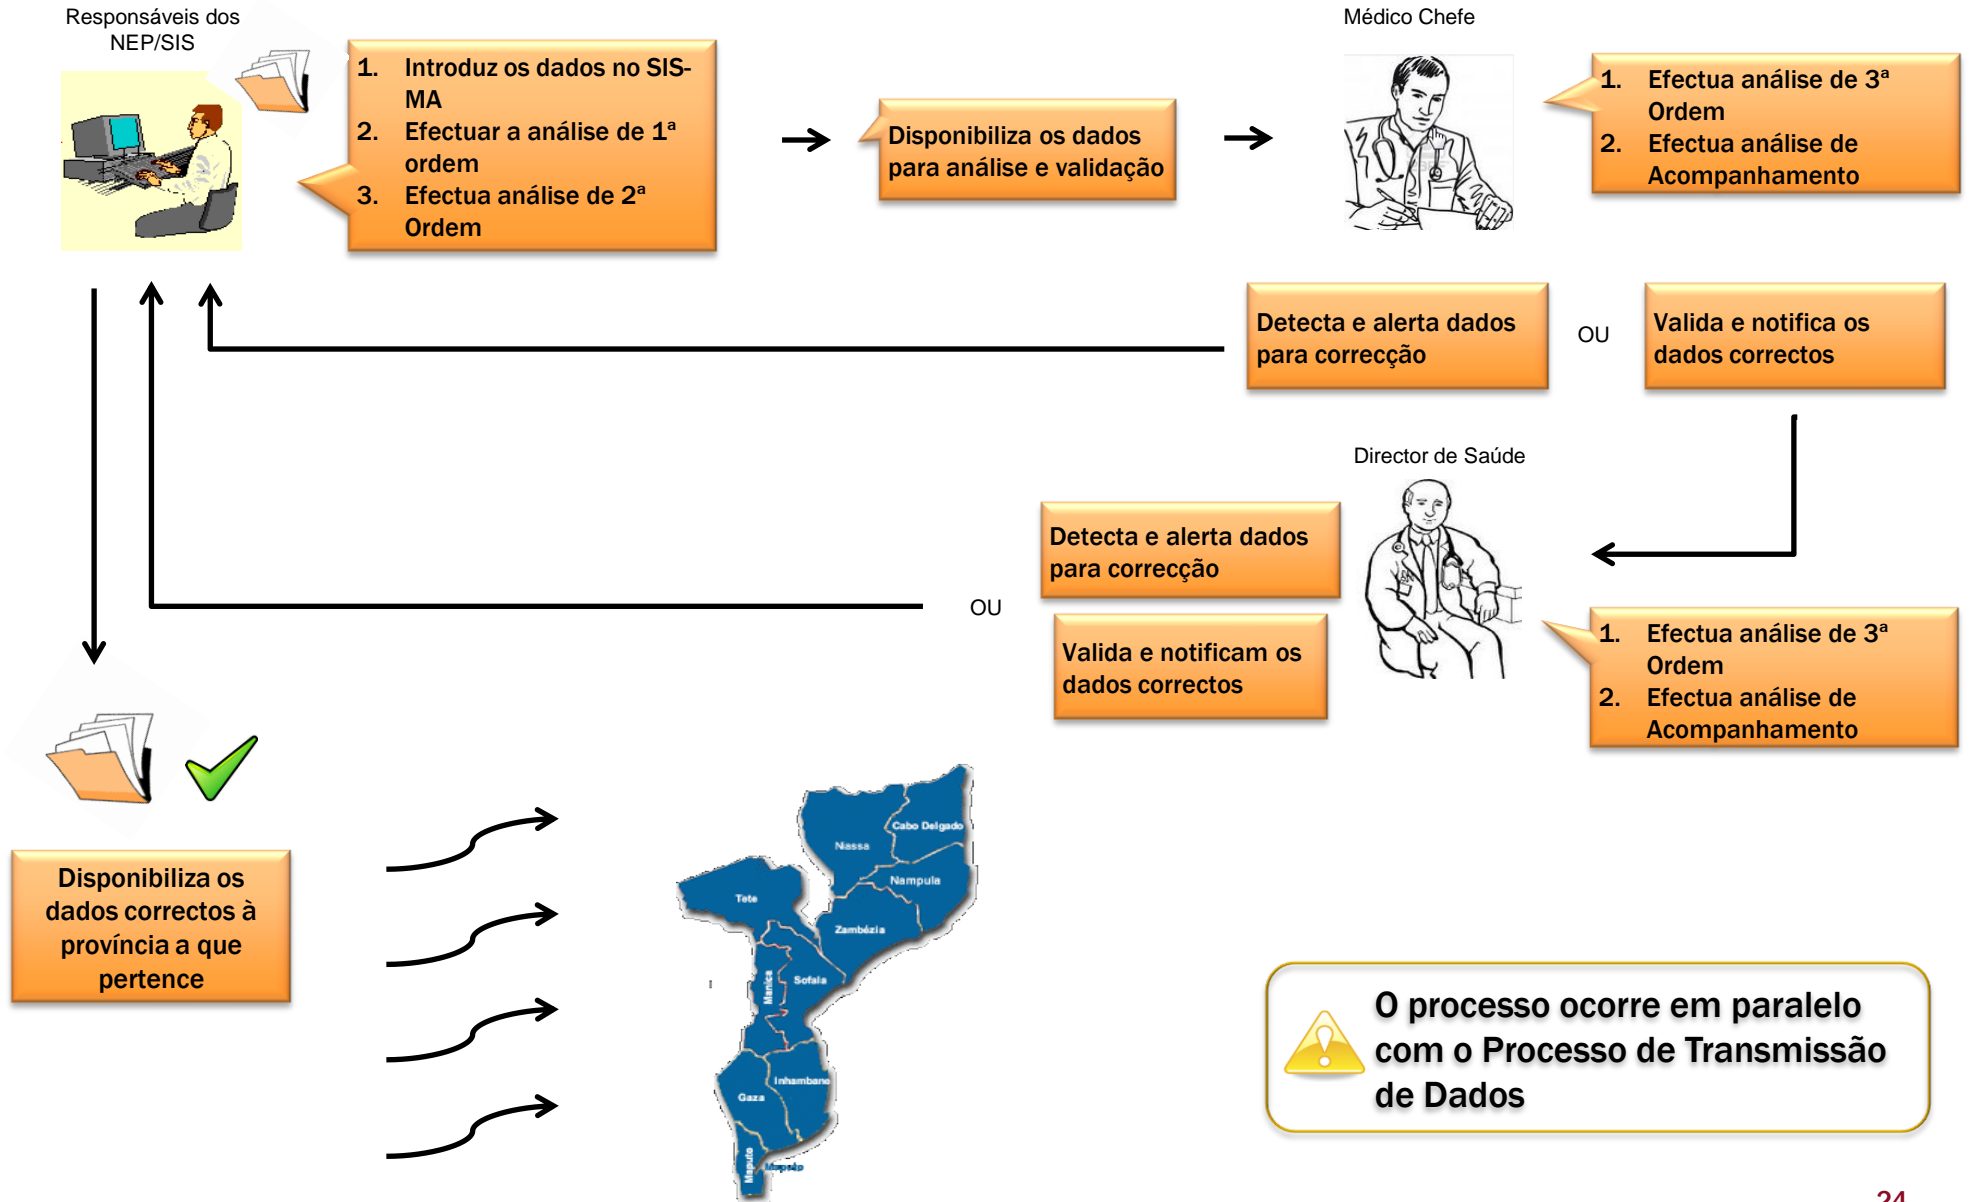 Responsáveis dos
NEP/SIS
1. Introduz os dados no SIS-
MA
2. Efectuar a análise de 1ª
ordem
3. Efectua análise de 2ª
Ordem
Disponibiliza os dados
para análise e validação
Médico Chefe
1. Efectua análise de 3ª
Ordem
2. Efectua análise de
Acompanhamento
Detecta e alerta dados
para correcção
OU
Valida e notifica os
dados correctos
Director de Saúde
Detecta e alerta dados
para correcção
OU
Valida e notificam os
dados correctos
1. Efectua análise de 3ª
Ordem
2. Efectua análise de
Acompanhamento
Disponibiliza os
dados correctos à
província a que
pertence
Cabo Delgado
Niassa
Nampula
Tete
Zambézia
Manica
Sofala
Inhambane
Gaza
Maputo
Maputo
O processo ocorre em paralelo
com o Processo de Transmissão
de Dados
24